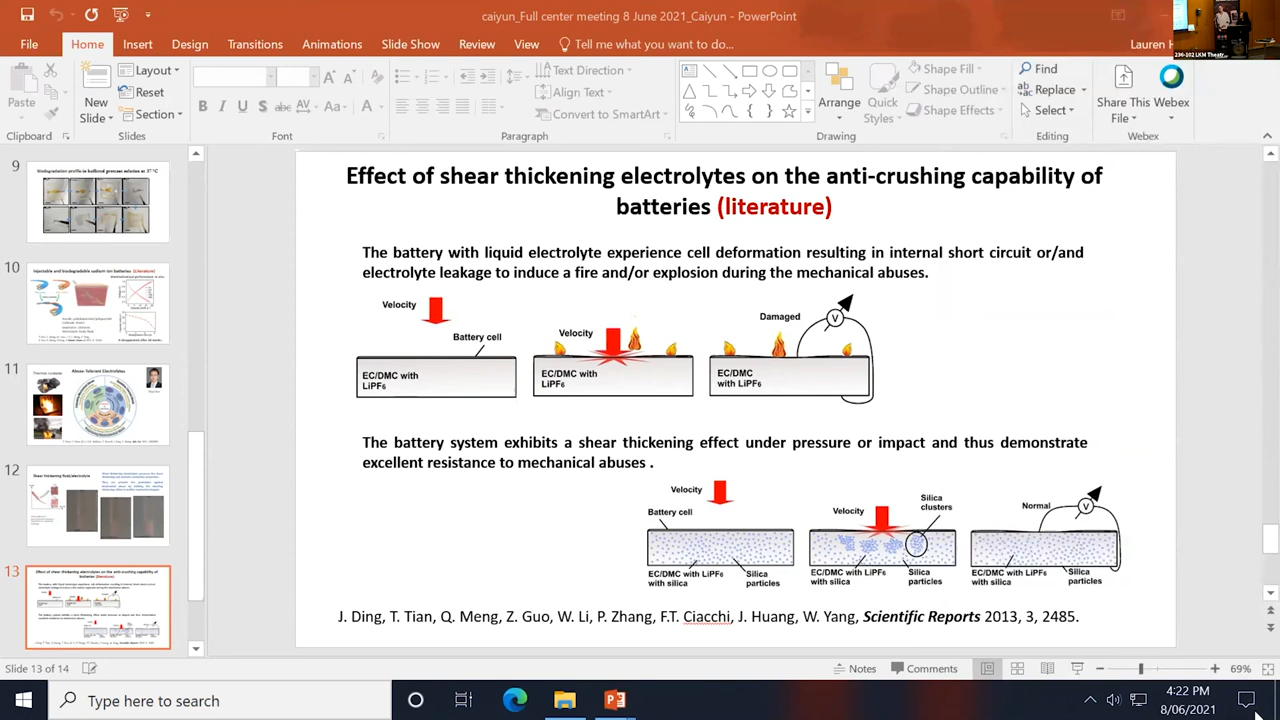 caiyun_Full center meeting 8 June 2021_Caiyun - PowerPoint
File
Home
Insert
Design
Transitions
Animations
Slide Show
Review
View
Tell me what you want to do...
Paste
New
Slide
Layout
Reset
Section
Text Direction
Align Text
Convert to SmartArt
Arrange
Quick
Styles
Shape Fill
Shape Outline
Shape Effects
Find
Replace
Select
Share This
File
Webex
Clipboard
Slides
Font
Paragraph
Drawing
Editing
Webex
9
10
11
12
13
Effect of shear thickening electrolytes on the anti-crushing capability of
batteries (literature)
The battery with liquid electrolyte experience cell deformation resulting in internal short circuit or/and
electrolyte leakage to induce a fire and/or explosion during the mechanical abuses.
Velocity
Battery cell
EC/DMC with
LiPF6
Velocity
EC/DMC with
LiPF6
Damaged
V
EC/DMC
with LiPF6
The battery system exhibits a shear thickening effect under pressure or impact and thus demonstrate
excellent resistance to mechanical abuses .
Velocity
Battery cell
EC/DMC with LiPF6
with silica
Silica
particles
Velocity
Silica
clusters
EC/DMC with LiPF6
with silica
Silica
particles
Normal
V
EC/DMC with LiPF6
with silica
Silica
particles
J. Ding, T. Tian, Q. Meng, Z. Guo, W. Li, P. Zhang, F.T. Ciacchi, J. Huang, W. Yang, Scientific Reports 2013, 3, 2485.
Slide 13 of 14
Notes
Comments
69%
Type here to search
4:22 PM
8/06/2021